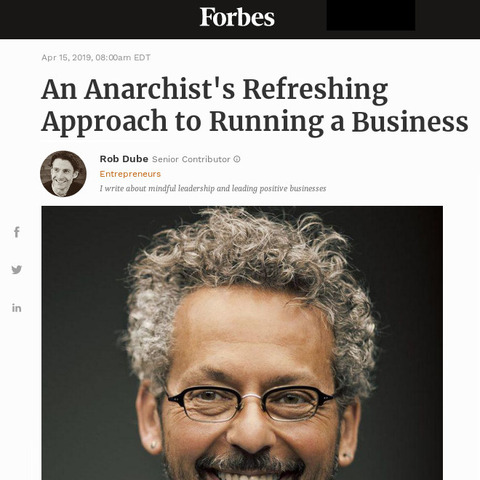 Forbes
Apr 15, 2019, 08:00am EDT
An Anarchist's Refreshing
Approach to Running a Business
Rob Dube Senior Contributor
Entrepreneurs
I write about mindful leadership and leading positive businesses